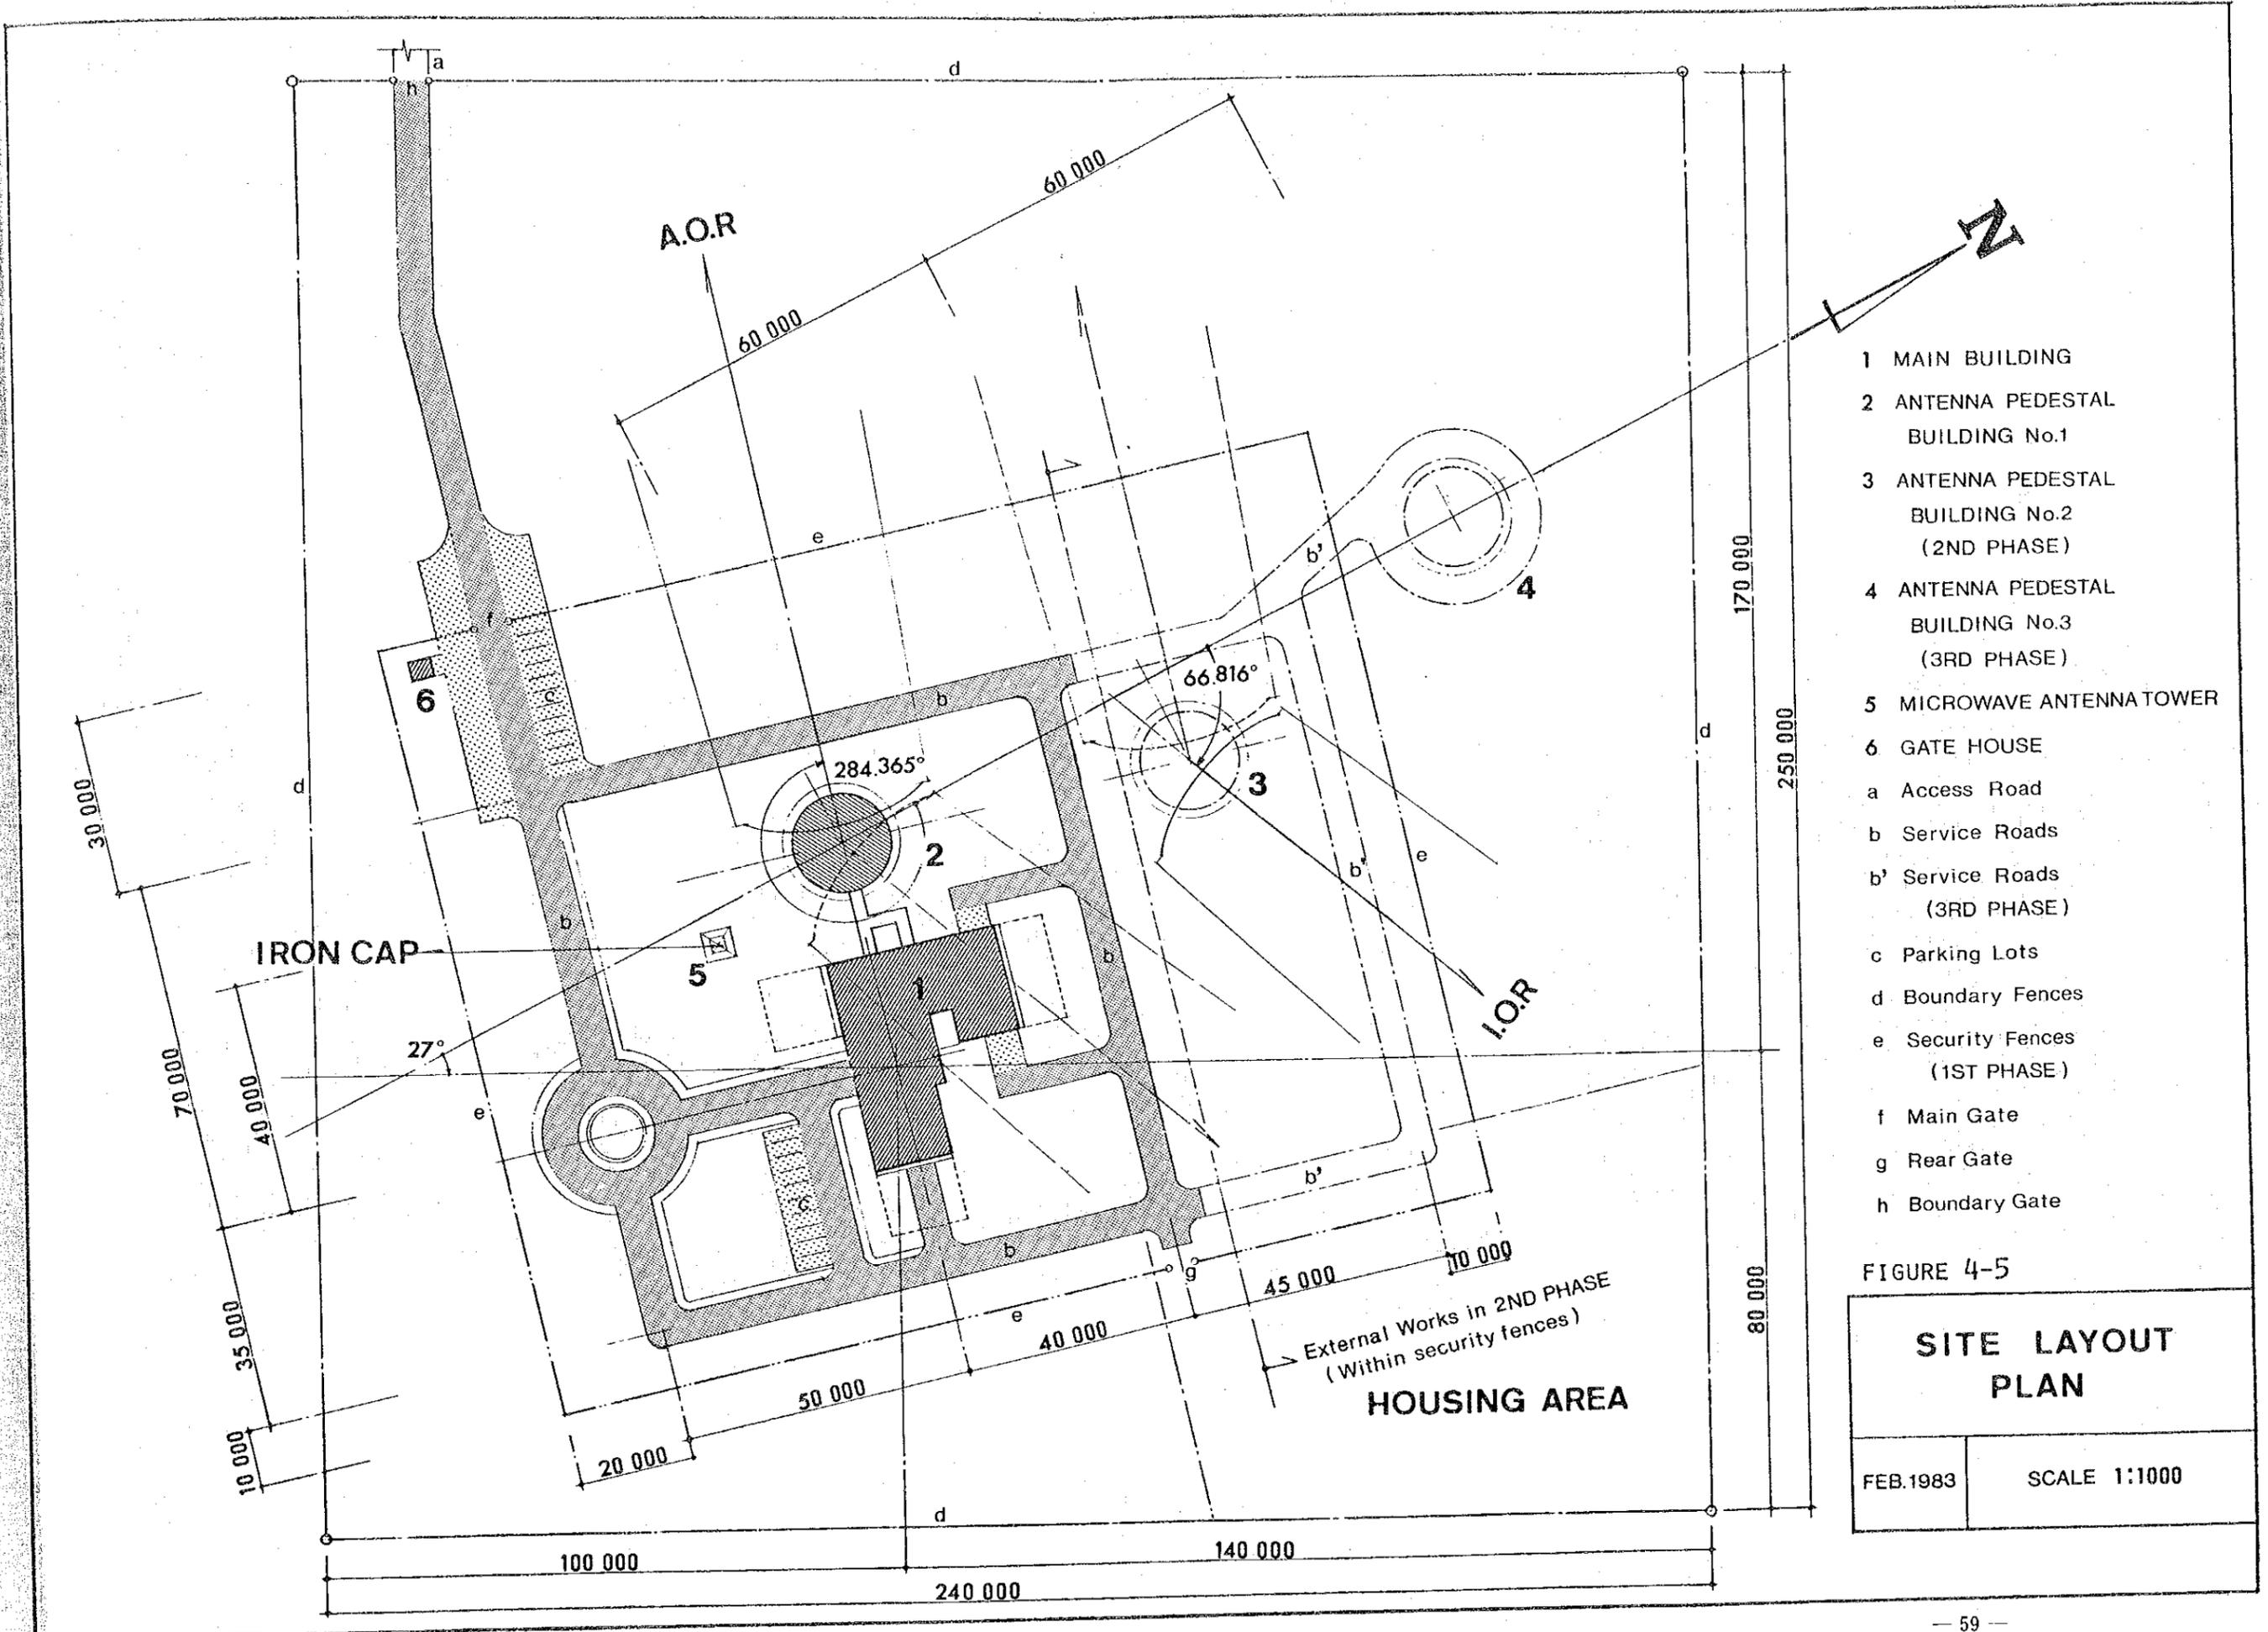 a
h
d
60 000
A.O.R
60 000
N
1 MAIN BUILDING
2 ANTENNA PEDESTAL
BUILDING No.1
3 ANTENNA PEDESTAL
BUILDING No.2
(2ND PHASE)
4 ANTENNA PEDESTAL
BUILDING No.3
(3RD PHASE)
5 MICROWAVE ANTENNA TOWER
6 GATE HOUSE
a Access Road
b Service Roads
b' Service Roads
(3RD PHASE)
c Parking Lots
d Boundary Fences
e Security Fences
(1ST PHASE)
f Main Gate
g Rear Gate
h Boundary Gate
e
b'
4
170 000
f
6
c
b
66.816°
d
250 000
30 000
d
284.365°
3
2
b'
e
b
IRON CAP
5
1
b
I.O.R
27°
70 000
40 000
e
c
b'
b
g
10 000
45 000
35 000
e
40 000
External Works in 2ND PHASE
(Within security fences)
80 000
50 000
HOUSING AREA
10 000
20 000
d
100 000
140 000
240 000
FIGURE 4-5
SITE LAYOUT
PLAN
FEB.1983
SCALE 1:1000
— 59 —